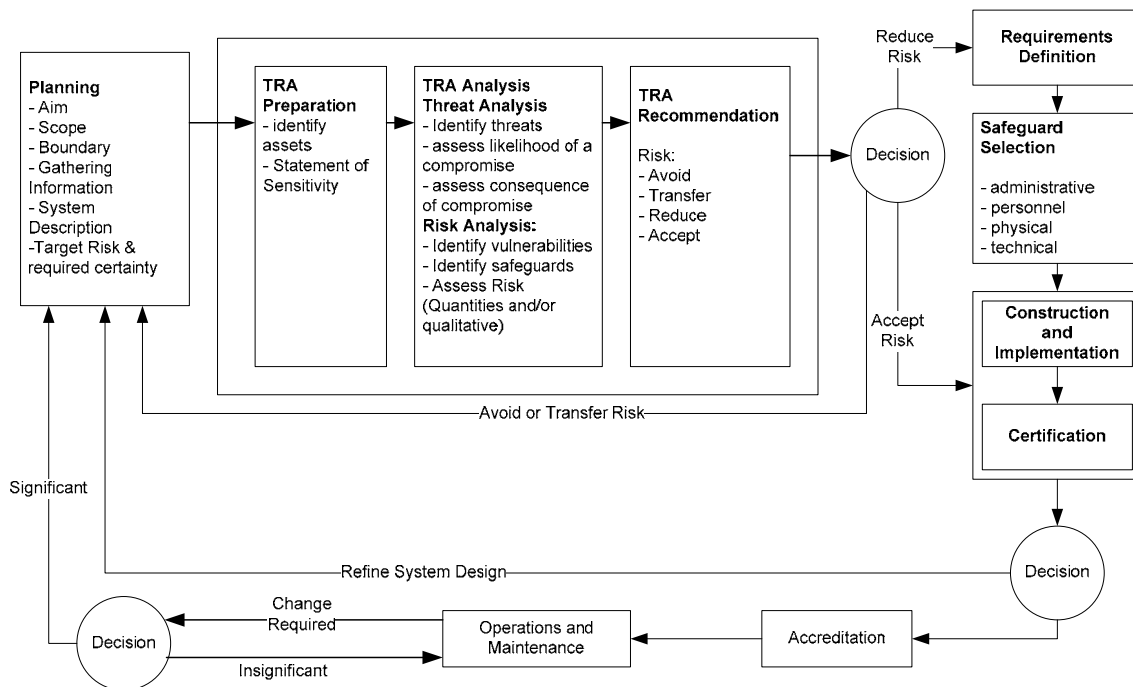 Planning
- Aim
- Scope
- Boundary
- Gathering
Information
- System
Description
-Target Risk &
required certainty
TRA
Preparation
- identify
assets
- Statement of
Sensitivity
TRA Analysis
Threat Analysis
- Identify threats
- assess likelihood of a
compromise
- assess consequence
of compromise
Risk Analysis:
- Identify vulnerabilities
- Identify safeguards
- Assess Risk
(Quantities and/or
qualitative)
TRA
Recommendation
Risk:
- Avoid
- Transfer
- Reduce
- Accept
Decision
Reduce
Risk
Requirements
Definition
Safeguard
Selection
- administrative
- personnel
- physical
- technical
Accept
Risk
Construction
and
Implementation
Certification
Avoid or Transfer Risk
Significant
Decision
Refine System Design
Accreditation
Operations and
Maintenance
Change
Required
Decision
Insignificant